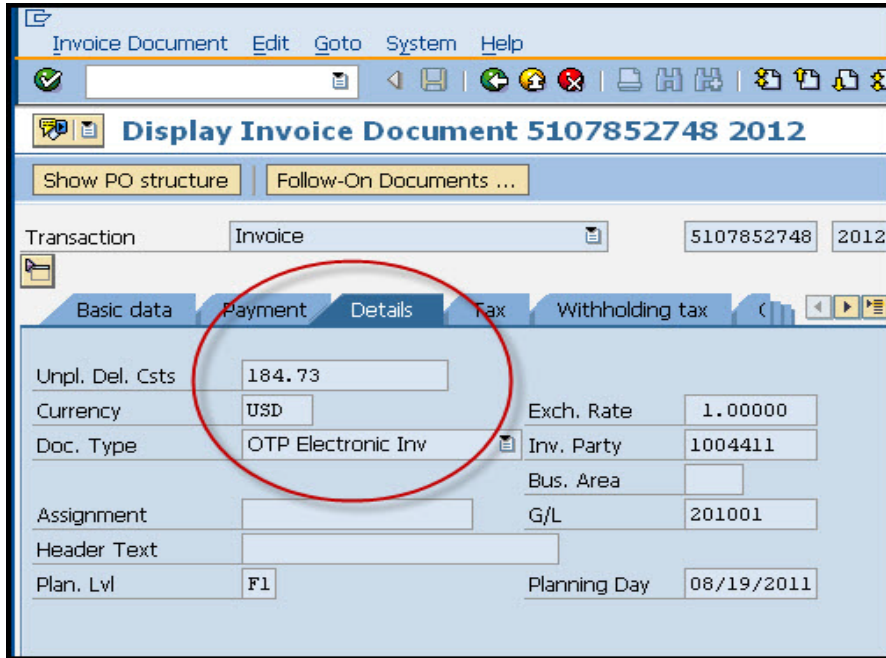 Invoice Document Edit Goto System Help
Display Invoice Document 5107852748 2012
Show PO structure Follow-On Documents ...
Transaction Invoice 5107852748 2012
Basic data Payment Details Tax Withholding tax
Unpl. Del. Csts 184.73
Currency USD Exch. Rate 1.00000
Doc. Type OTP Electronic Inv Inv. Party 1004411
Bus. Area
Assignment G/L 201001
Header Text
Plan. Lvl F1 Planning Day 08/19/2011